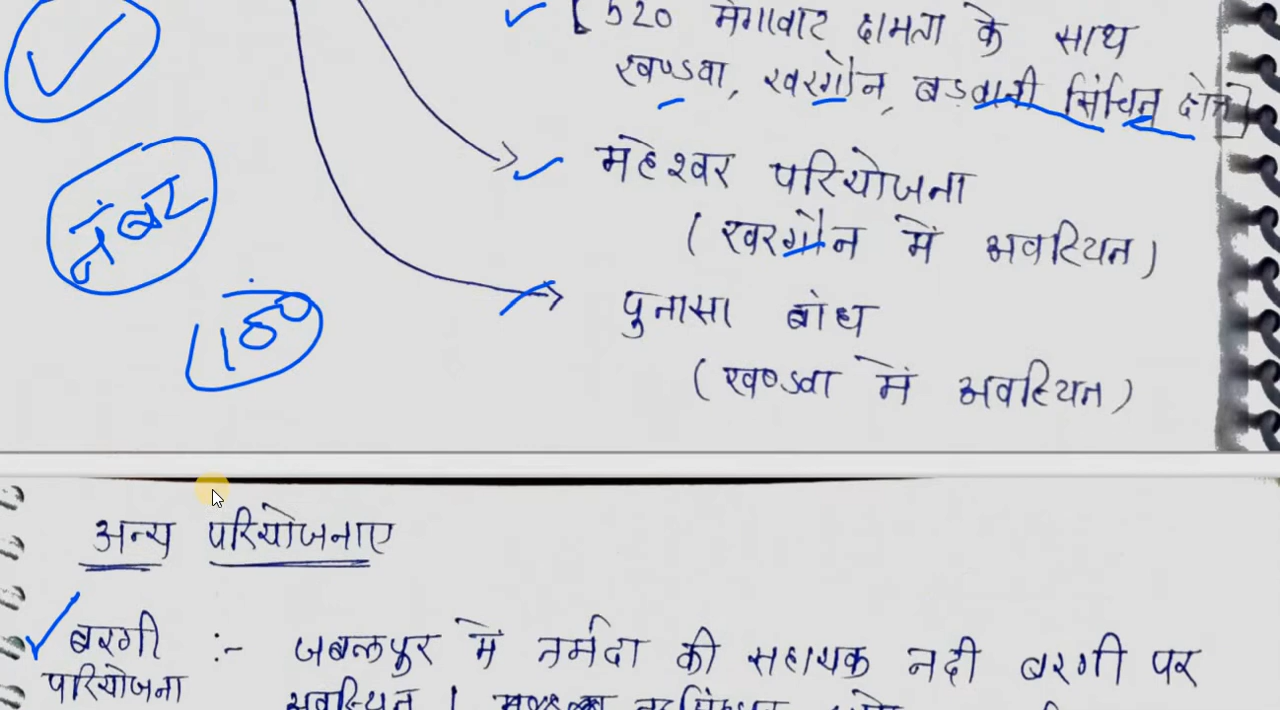 [520 मेगावाट क्षमता के साथ
खण्डवा, खरगौन, बड़वानी सिंचित क्षेत्र]
महेश्वर परियोजना
(खरगौन में अवस्थित)
पुनासा बांध
(खण्डवा में अवस्थित)
नंबर
अन्य परियोजनाए
बरगी :- जबलपुर में नर्मदा की सहायक नदी बरगी पर
परियोजना अवस्थित |